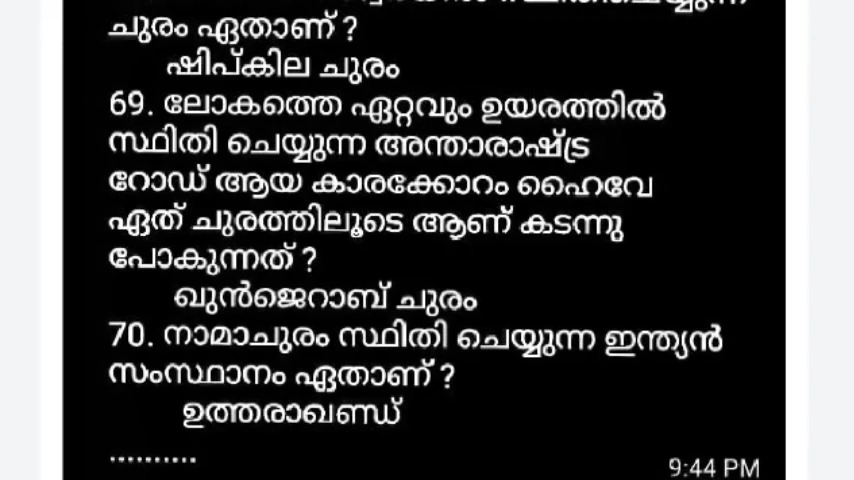 ചുരം ഏതാണ് ?
ഷിപ്കില ചുരം
69. ലോകത്തെ ഏറ്റവും ഉയരത്തിൽ
സ്ഥിതി ചെയ്യുന്ന അന്താരാഷ്ട്ര
റോഡ് ആയ കാരക്കോറം ഹൈവേ
ഏത് ചുരത്തിലൂടെ ആണ് കടന്നു
പോകുന്നത് ?
ഖുൻജെറാബ് ചുരം
70. നാമാചുരം സ്ഥിതി ചെയ്യുന്ന ഇന്ത്യൻ
സംസ്ഥാനം ഏതാണ് ?
ഉത്തരാഖണ്ഡ്
..........
9:44 PM